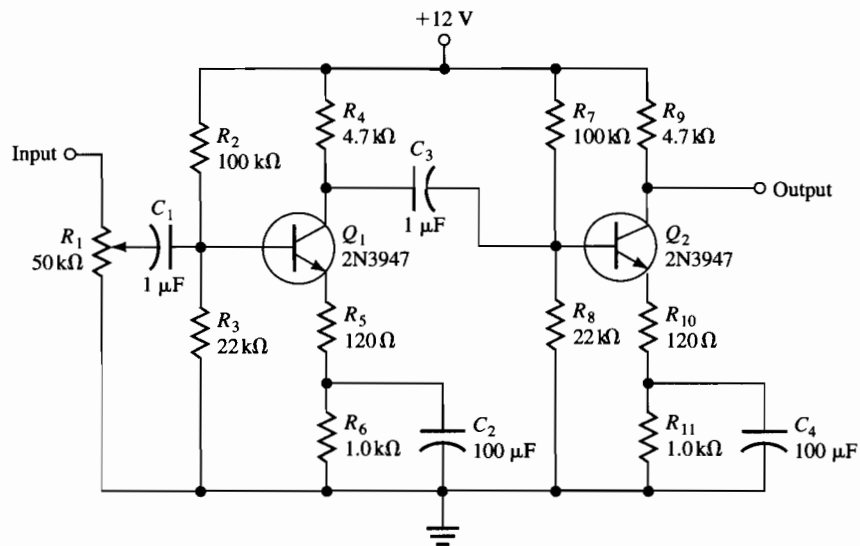 +12 V
R2
100 kΩ
R4
4.7 kΩ
R7
100 kΩ
R9
4.7 kΩ
Input
C1
1 μF
R1
50 kΩ
C3
1 μF
Output
Q1
2N3947
Q2
2N3947
R3
22 kΩ
R5
120 Ω
R8
22 kΩ
R10
120 Ω
R6
1.0 kΩ
C2
100 μF
R11
1.0 kΩ
C4
100 μF